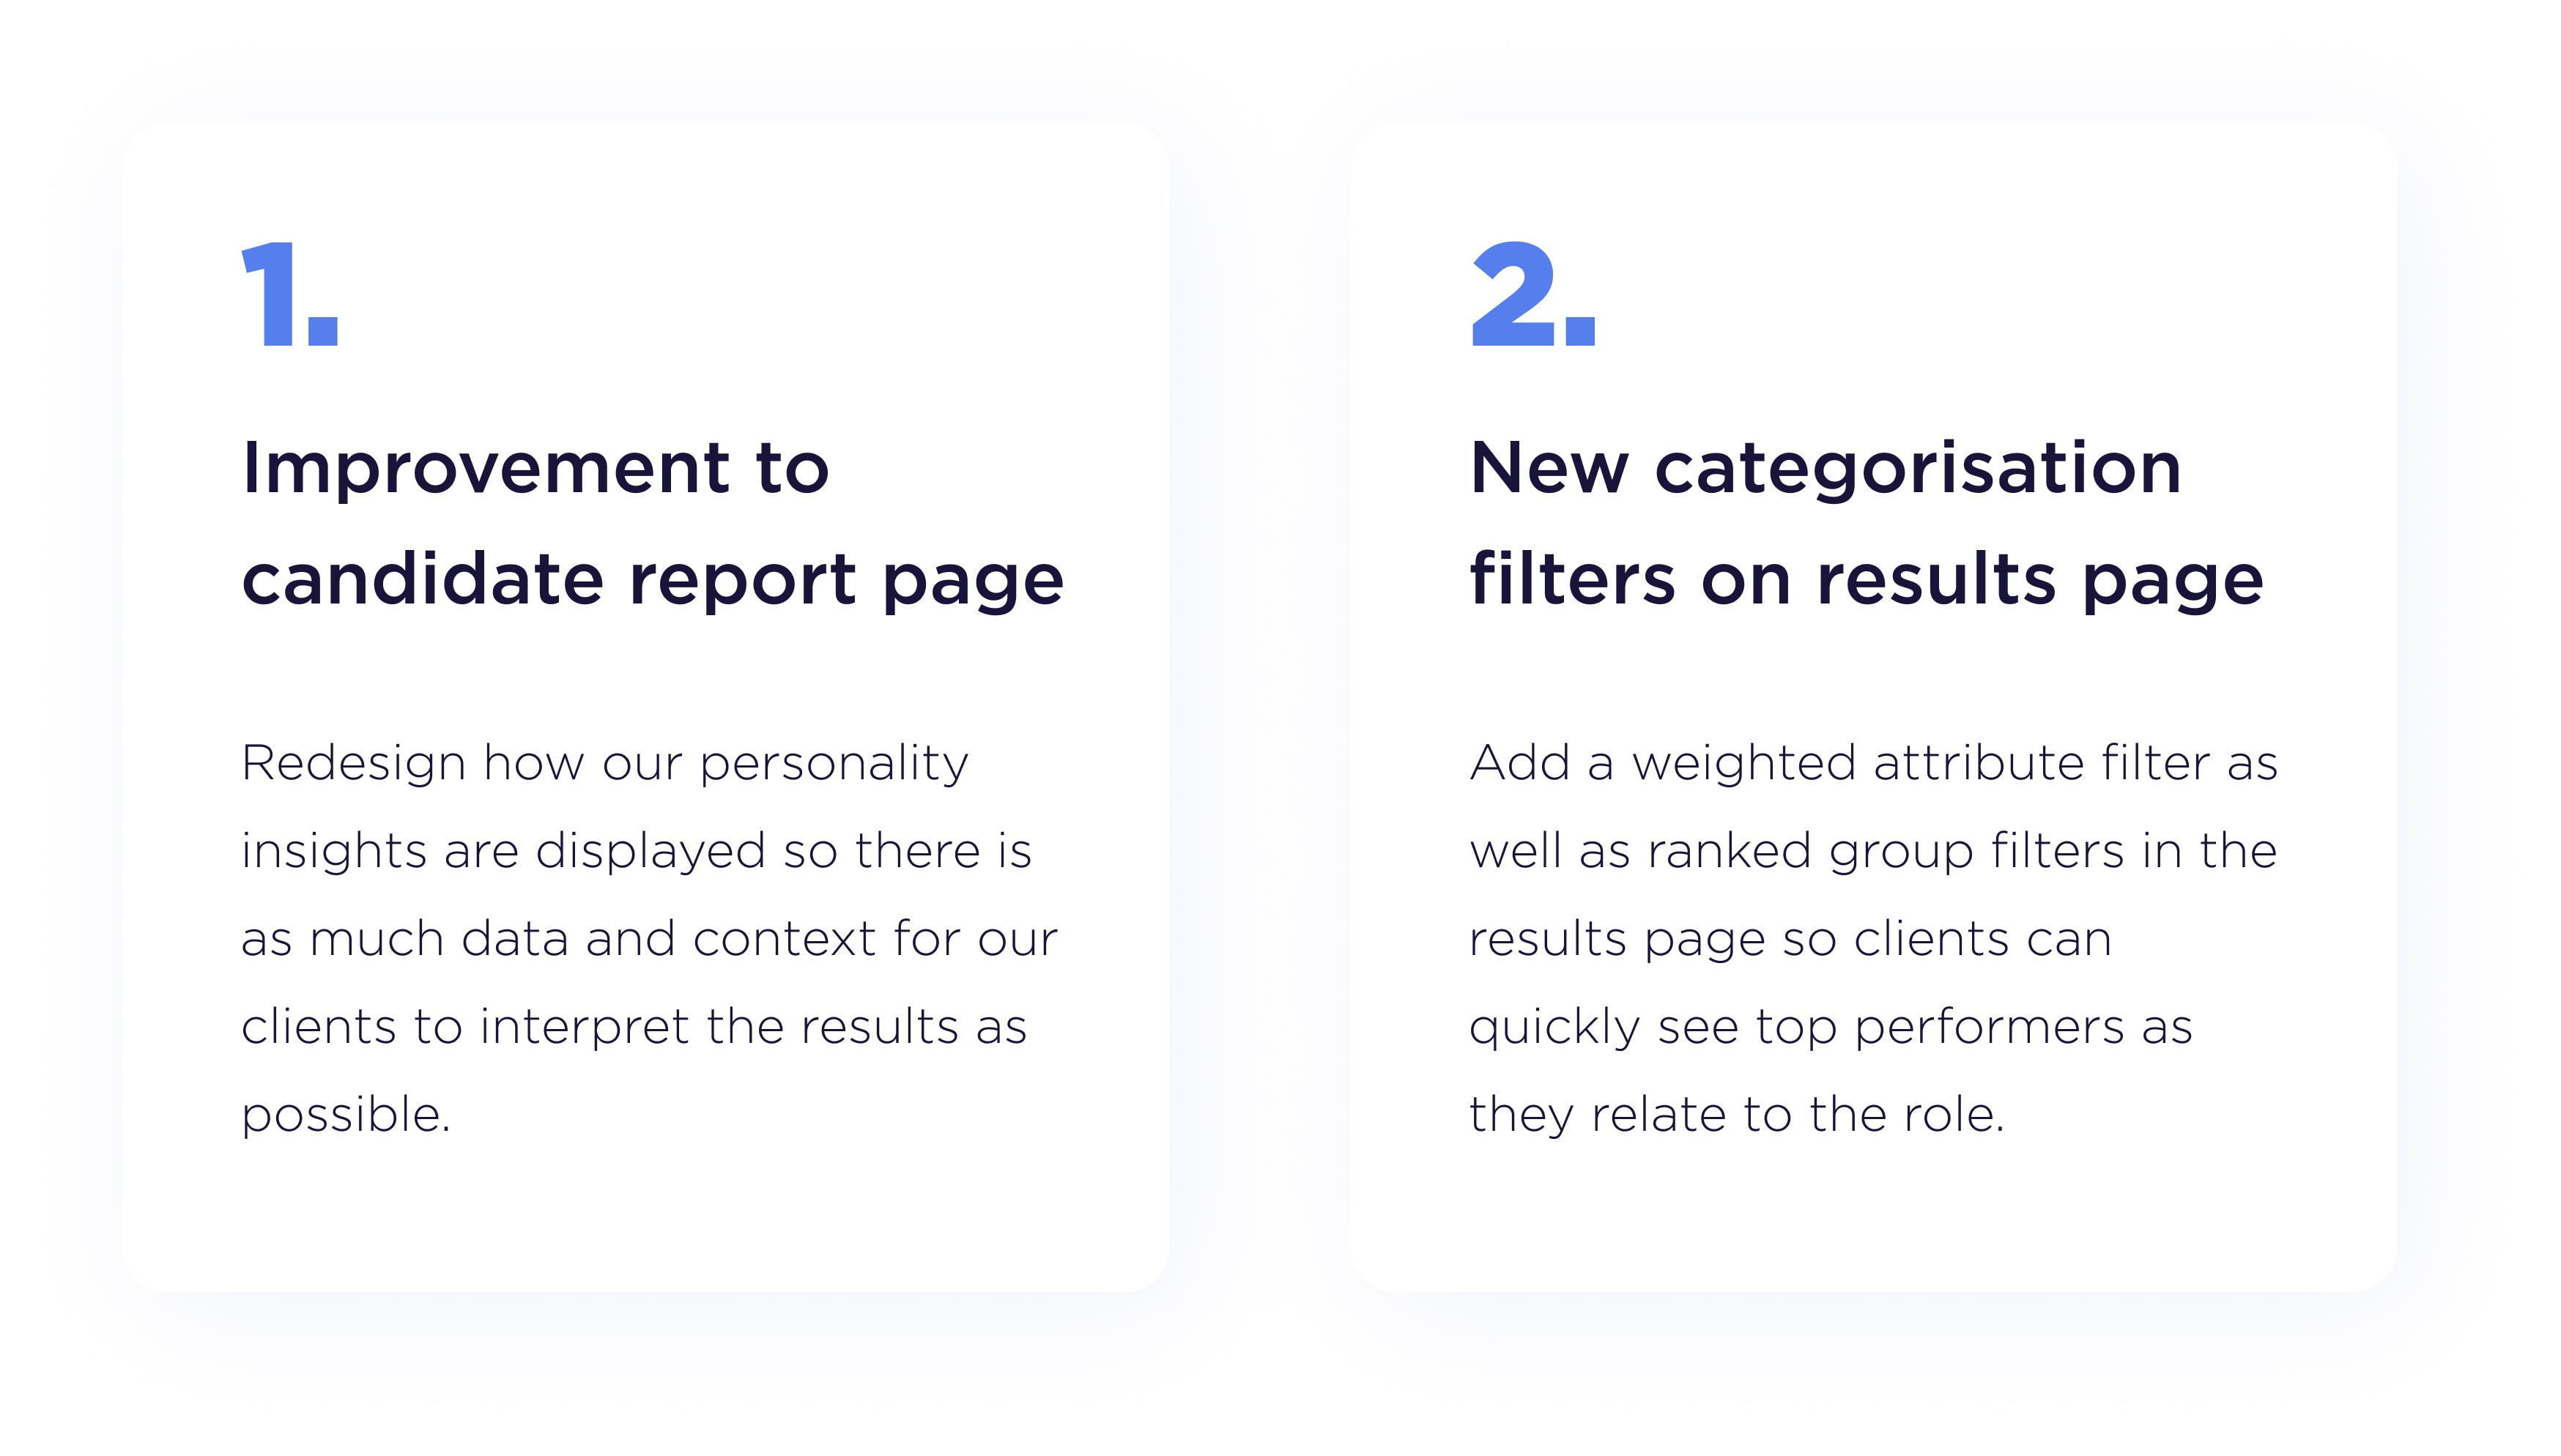 1.
Improvement to
candidate report page
Redesign how our personality
insights are displayed so there is
as much data and context for our
clients to interpret the results as
possible.
2.
New categorisation
filters on results page
Add a weighted attribute filter as
well as ranked group filters in the
results page so clients can
quickly see top performers as
they relate to the role.